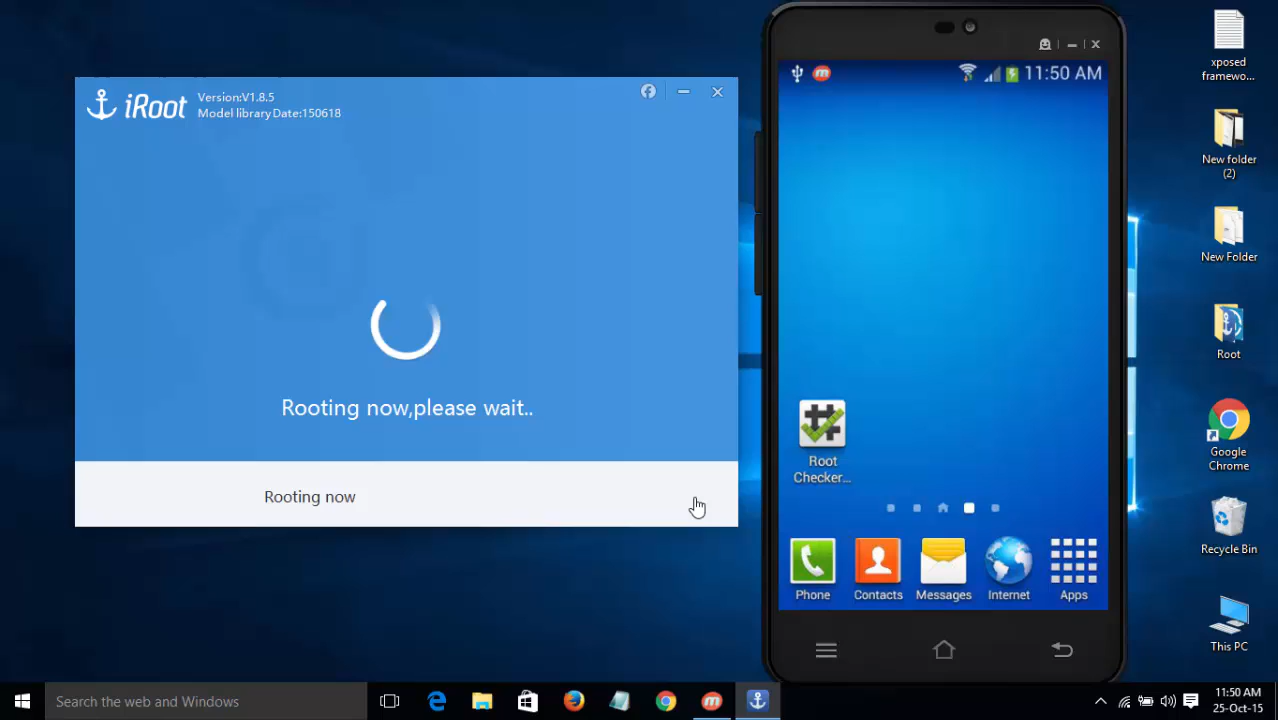 iRoot
Version:V1.8.5
Model libraryDate:150618
Rooting now,please wait..
Rooting now
11:50 AM
Root
Checker...
Phone
Contacts
Messages
Internet
Apps
xposed
framewo...
New folder
(2)
New Folder
Root
Google
Chrome
Recycle Bin
This PC
Search the web and Windows
11:50 AM
25-Oct-15